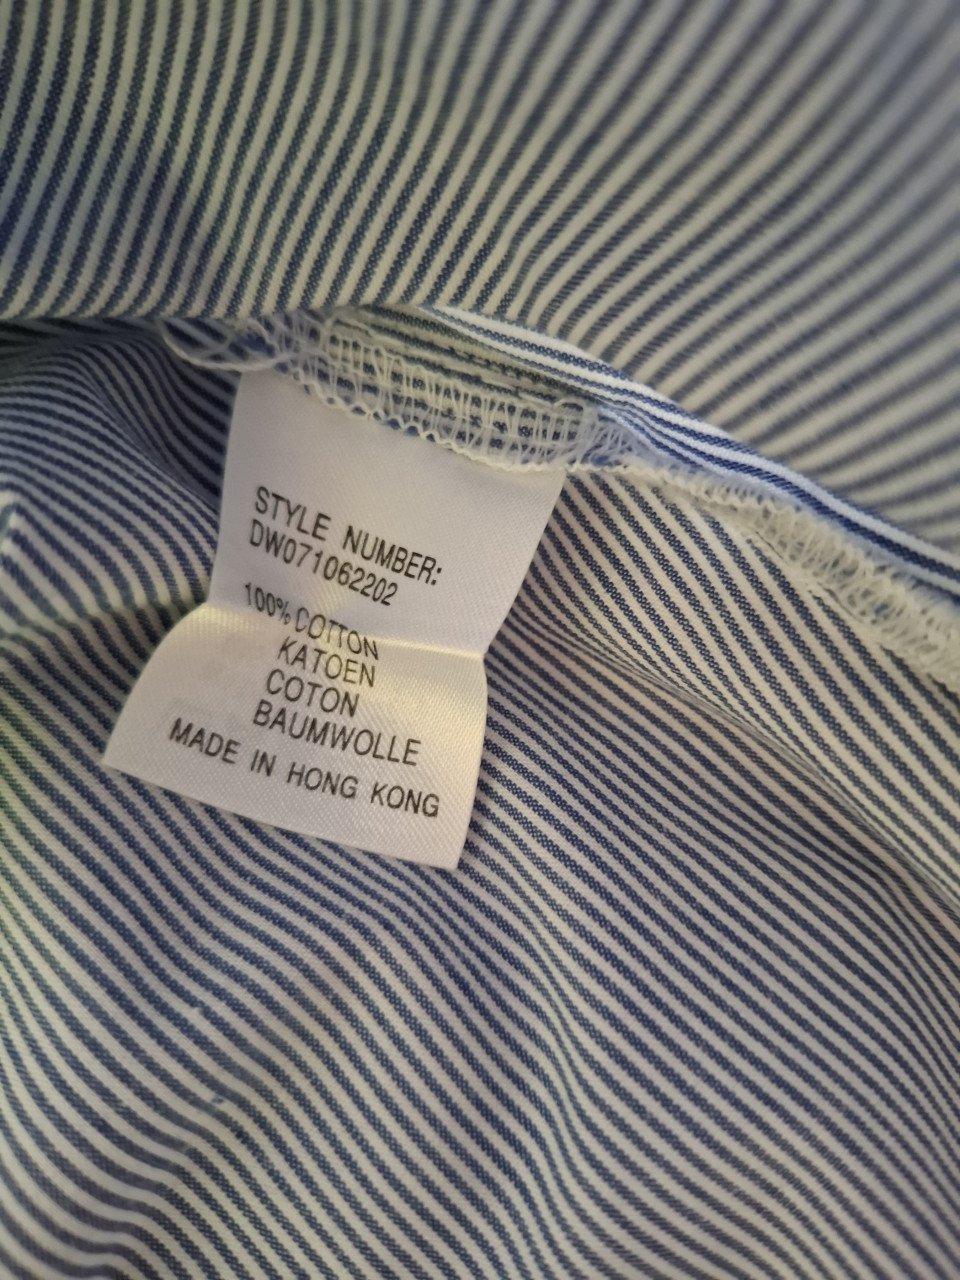 STYLE NUMBER:
DW071062202
100% COTTON
KATOEN
COTON
BAUMWOLLE
MADE IN HONG KONG